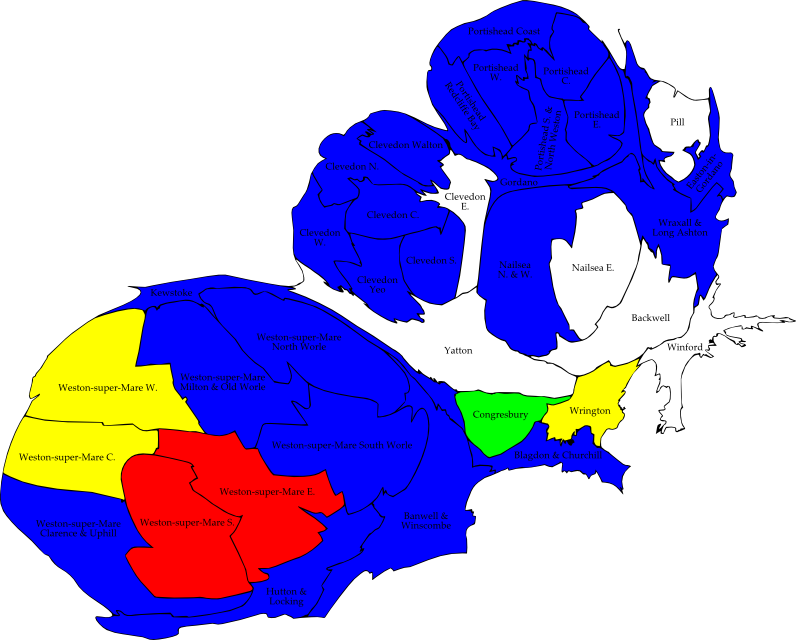 Portishead Coast
Portishead
W.
Portishead
C.
Portishead
Redcliffe Bay
Portishead S. &
North Weston
Portishead
E.
Pill
Clevedon Walton
Clevedon N.
Clevedon
E.
Gordano
Clevedon C.
Clevedon
W.
Clevedon S.
Clevedon
Yeo
Wraxall &
Long Ashton
Nailsea
N. & W.
Nailsea E.
Backwell
Winford
Yatton
Kewstoke
Weston-super-Mare
North Worle
Weston-super-Mare W.
Weston-super-Mare
Milton & Old Worle
Congresbury
Wrington
Weston-super-Mare South Worle
Weston-super-Mare C.
Blagdon & Churchill
Weston-super-Mare E.
Weston-super-Mare S.
Weston-super-Mare
Clarence & Uphill
Banwell &
Winscombe
Hutton &
Locking